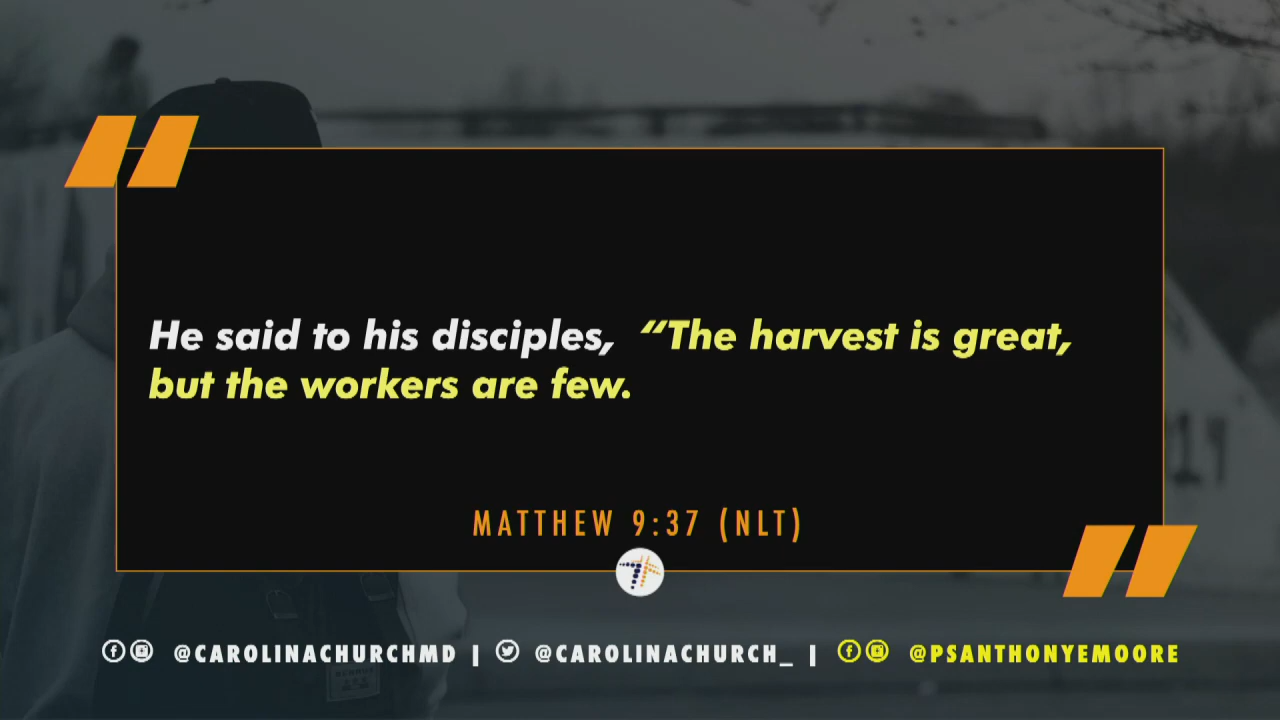 He said to his disciples, “The harvest is great,
but the workers are few.
MATTHEW 9:37 (NLT)
@CAROLINACHURCHMD | @CAROLINACHURCH_ | @PSANTHONYEMOORE